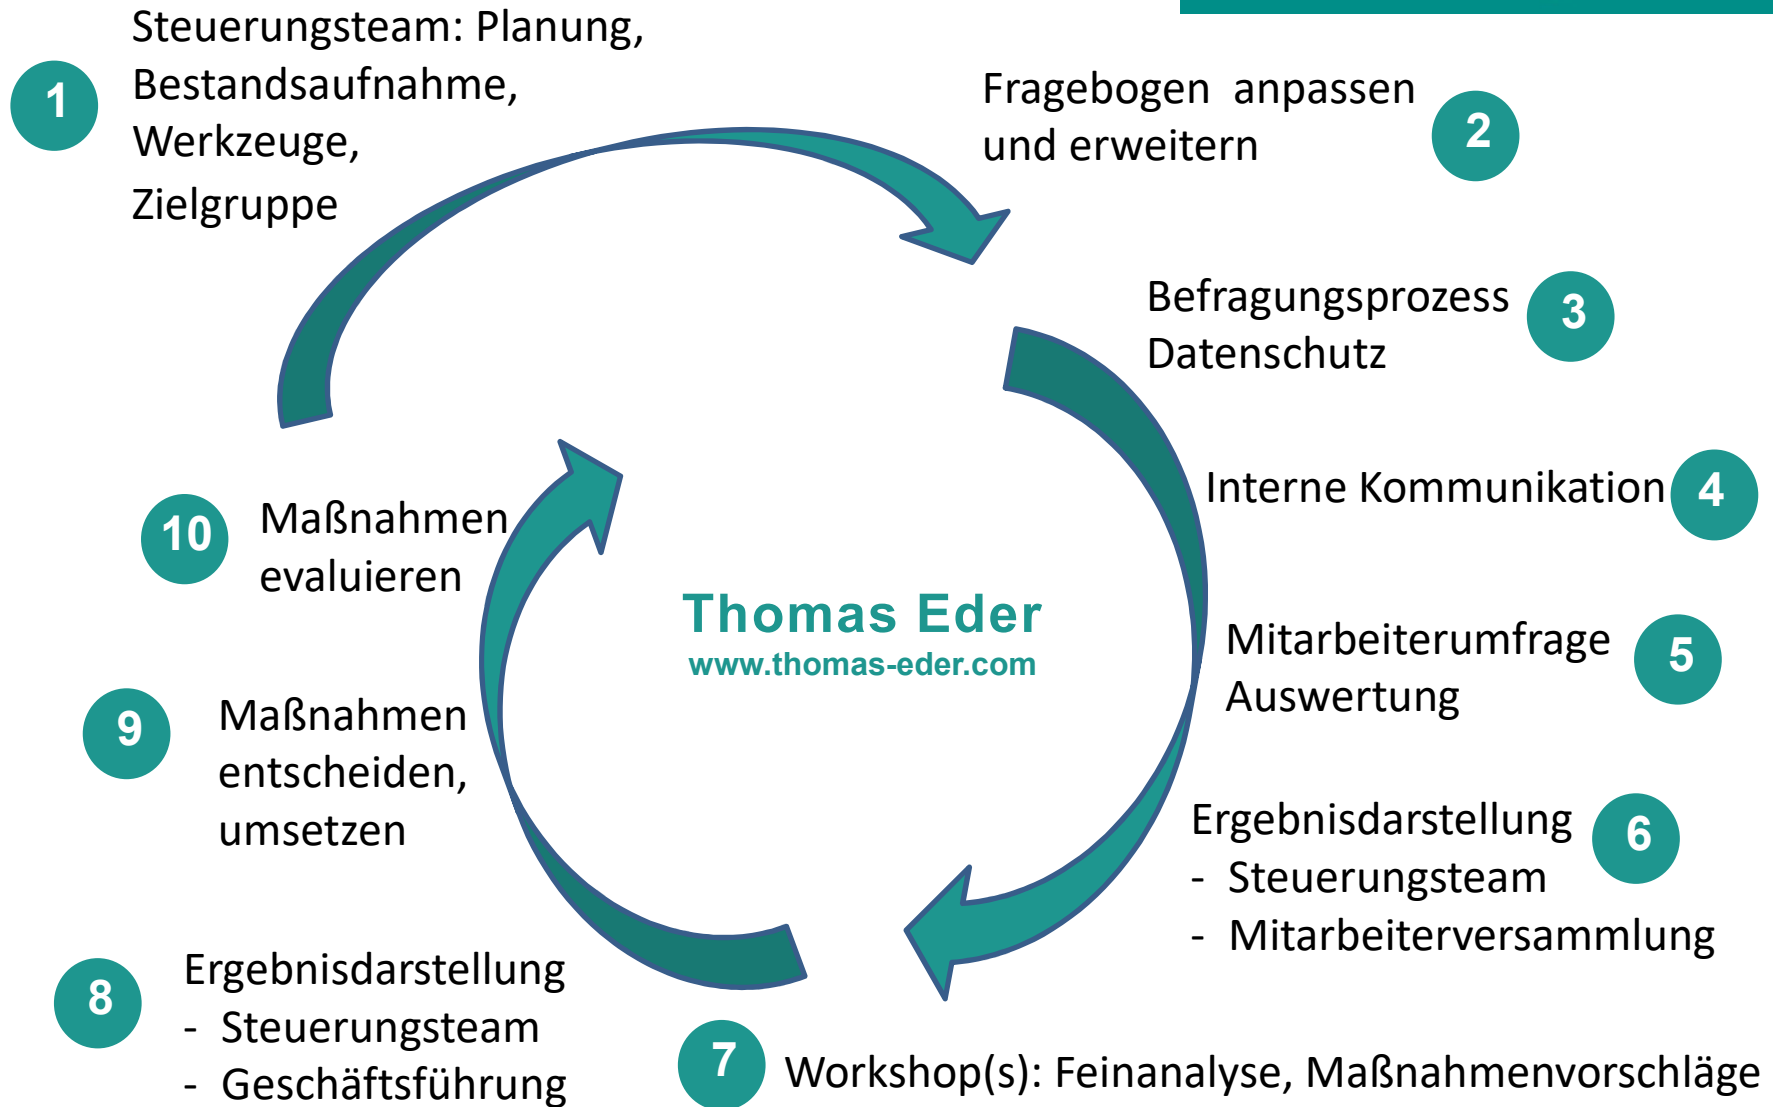 1
Steuerungsteam: Planung,
Bestandsaufnahme,
Werkzeuge,
Zielgruppe
Fragebogen anpassen
und erweitern
2
Befragungsprozess
Datenschutz
3
Interne Kommunikation
4
Mitarbeiterumfrage
Auswertung
5
Ergebnisdarstellung
- Steuerungsteam
- Mitarbeiterversammlung
6
7
Workshop(s): Feinanalyse, Maßnahmenvorschläge
8
Ergebnisdarstellung
- Steuerungsteam
- Geschäftsführung
9
Maßnahmen
entscheiden,
umsetzen
10
Maßnahmen
evaluieren
Thomas Eder
www.thomas-eder.com